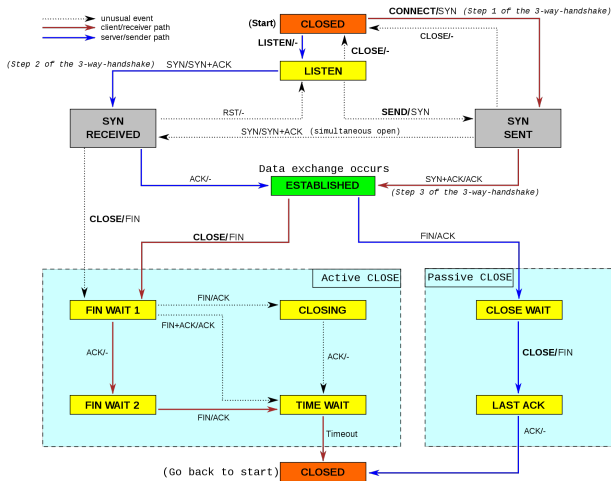 unusual event
client/receiver path
server/sender path
(Start)
CLOSED
CONNECT/SYN (Step 1 of the 3-way-handshake)
LISTEN/-
CLOSE/-
CLOSE/-
(Step 2 of the 3-way-handshake)
SYN/SYN+ACK
LISTEN
RST/-
SEND/SYN
SYN
RECEIVED
SYN
SENT
SYN/SYN+ACK (simultaneous open)
Data exchange occurs
ACK/-
ESTABLISHED
SYN+ACK/ACK
(Step 3 of the 3-way-handshake)
CLOSE/FIN
CLOSE/FIN
FIN/ACK
Active CLOSE
Passive CLOSE
FIN WAIT 1
FIN/ACK
CLOSING
CLOSE WAIT
FIN+ACK/ACK
ACK/-
ACK/-
CLOSE/FIN
FIN WAIT 2
FIN/ACK
TIME WAIT
LAST ACK
Timeout
ACK/-
(Go back to start)
CLOSED